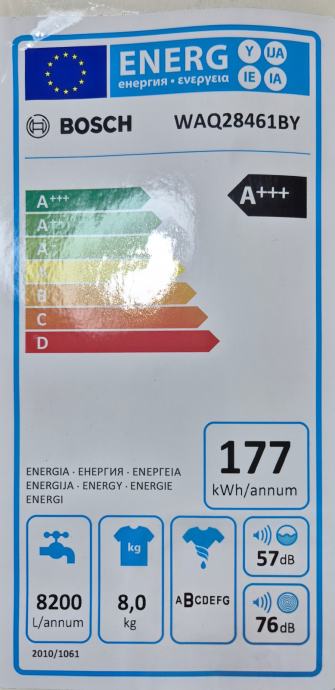 ENERG Y IJA
енергия · ενεργεια IE IA
BOSCH WAQ28461BY
A+++ A+++
A++
A
B
C
D
177
kWh/annum
ENERGIA · ЕНЕРГИЯ · ΕΝΕΡΓΕΙΑ
ENERGIJA · ENERGY · ENERGIE
ENERGI
8200
L/annum
8,0
kg
kg
ABCDEFG
57dB
76dB
2010/1061